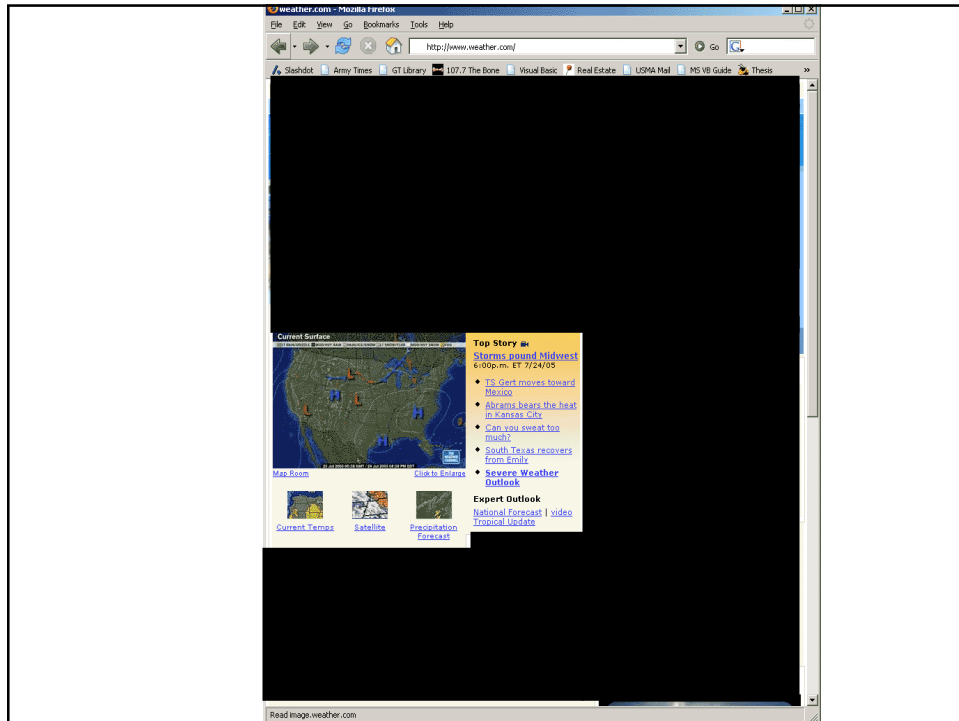 weather.com - Mozilla Firefox
File Edit View Go Bookmarks Tools Help
http://www.weather.com/ Go G
Slashdot Army Times GT Library 107.7 The Bone Visual Basic Real Estate USMA Mail MS VB Guide Thesis »
Current Surface
Top Story
Storms pound Midwest
6:00p.m. ET 7/24/05
TS Gert moves toward
Mexico
Abrams bears the heat
in Kansas City
Can you sweat too
much?
South Texas recovers
from Emily
Severe Weather
Outlook
L
H
L
L
H
H
THE WEATHER CHANNEL
Map Room Click to Enlarge
Expert Outlook
National Forecast | video
Tropical Update
Current Temps Satellite Precipitation
Forecast
Read image.weather.com